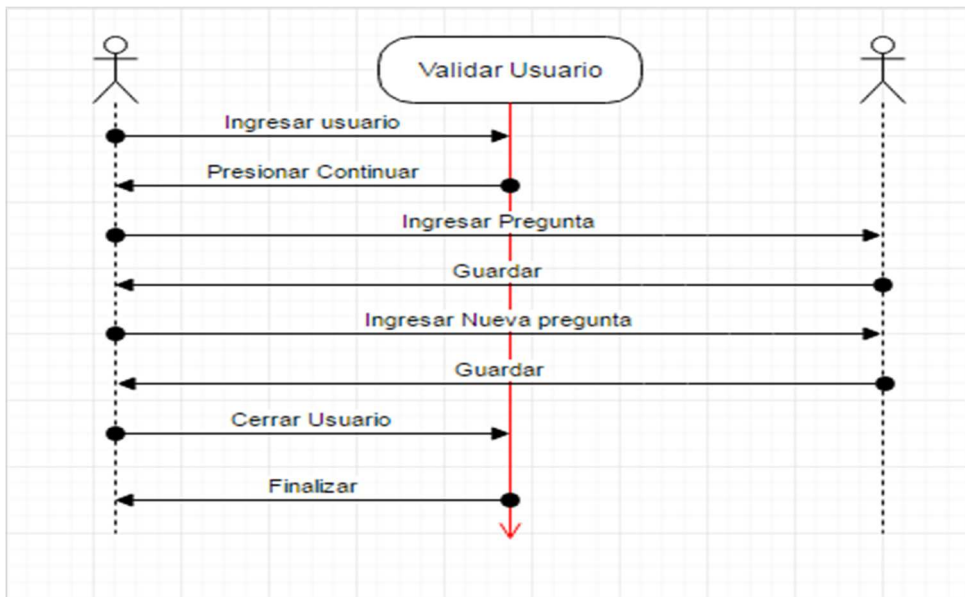 Validar Usuario
Ingresar usuario
Presionar Continuar
Ingresar Pregunta
Guardar
Ingresar Nueva pregunta
Guardar
Cerrar Usuario
Finalizar